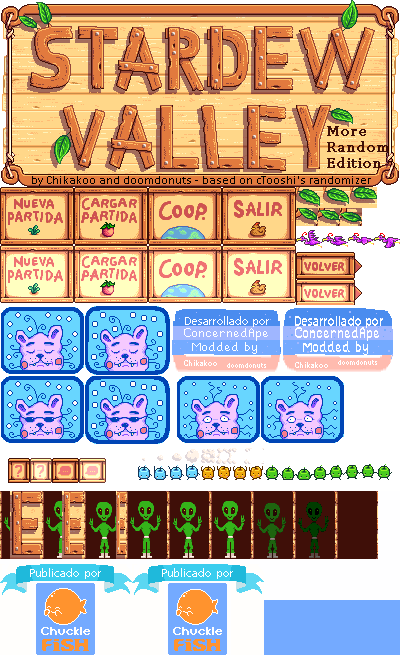 STARDEW
VALLEY
More
Random
Edition
by Chikakoo and doomdonuts - based on cTooshi's randomizer
NUEVA PARTIDA CARGAR PARTIDA COOP. SALIR
NUEVA PARTIDA CARGAR PARTIDA COOP. SALIR
VOLVER
VOLVER
Desarrollado por
ConcernedApe
Modded by
Chikakoo doomdonuts
Desarrollado por
ConcernedApe
Modded by
Chikakoo doomdonuts
? ?
E E E
Publicado por
Chuckle
FISH
Publicado por
Chuckle
FISH